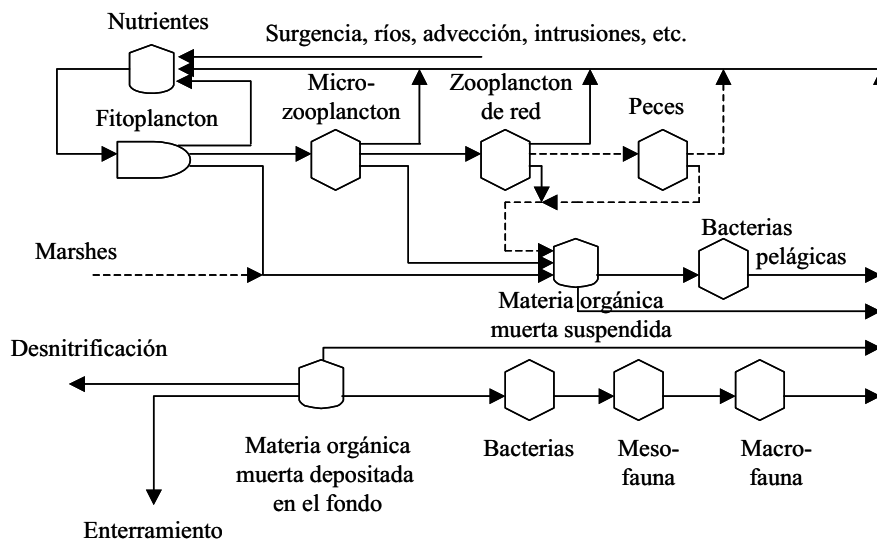 Nutrientes
Surgencia, ríos, advección, intrusiones, etc.
Micro-
zooplancton
Zooplancton
de red
Peces
Fitoplancton
Marshes
Bacterias
pelágicas
Materia orgánica
muerta suspendida
Desnitrificación
Materia orgánica
muerta depositada
en el fondo
Bacterias
Meso-
fauna
Macro-
fauna
Enterramiento